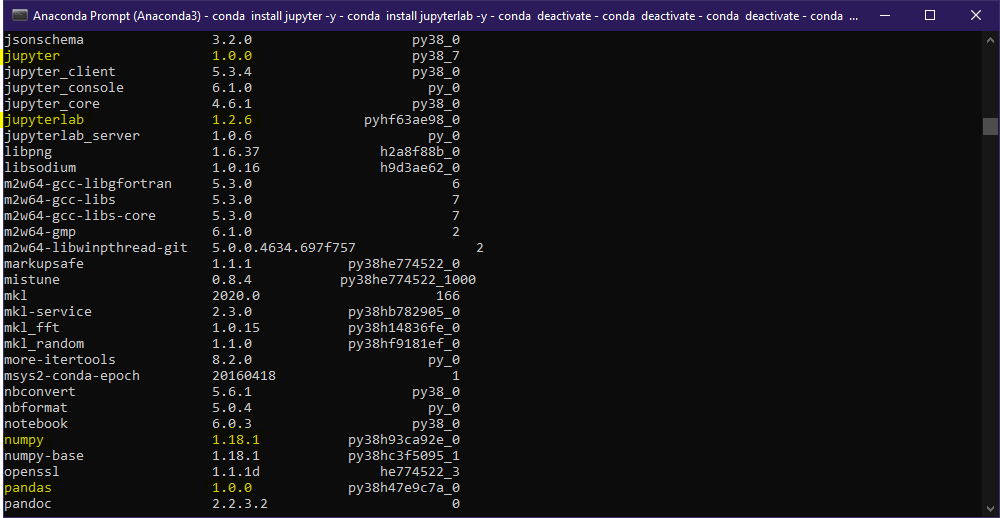 Anaconda Prompt (Anaconda3) - conda install jupyter -y - conda install jupyterlab -y - conda deactivate - conda deactivate - conda deactivate - conda ...
jsonschema 3.2.0 py38_0
jupyter 1.0.0 py38_7
jupyter_client 5.3.4 py38_0
jupyter_console 6.1.0 py_0
jupyter_core 4.6.1 py38_0
jupyterlab 1.2.6 pyhf63ae98_0
jupyterlab_server 1.0.6 py_0
libpng 1.6.37 h2a8f88b_0
libsodium 1.0.16 h9d3ae62_0
m2w64-gcc-libgfortran 5.3.0 6
m2w64-gcc-libs 5.3.0 7
m2w64-gcc-libs-core 5.3.0 7
m2w64-gmp 6.1.0 2
m2w64-libwinpthread-git 5.0.0.4634.697f757 2
markupsafe 1.1.1 py38he774522_0
mistune 0.8.4 py38he774522_1000
mkl 2020.0 166
mkl-service 2.3.0 py38hb782905_0
mkl_fft 1.0.15 py38h14836fe_0
mkl_random 1.1.0 py38hf9181ef_0
more-itertools 8.2.0 py_0
msys2-conda-epoch 20160418 1
nbconvert 5.6.1 py38_0
nbformat 5.0.4 py_0
notebook 6.0.3 py38_0
numpy 1.18.1 py38h93ca92e_0
numpy-base 1.18.1 py38hc3f5095_1
openssl 1.1.1d he774522_3
pandas 1.0.0 py38h47e9c7a_0
pandoc 2.2.3.2 0